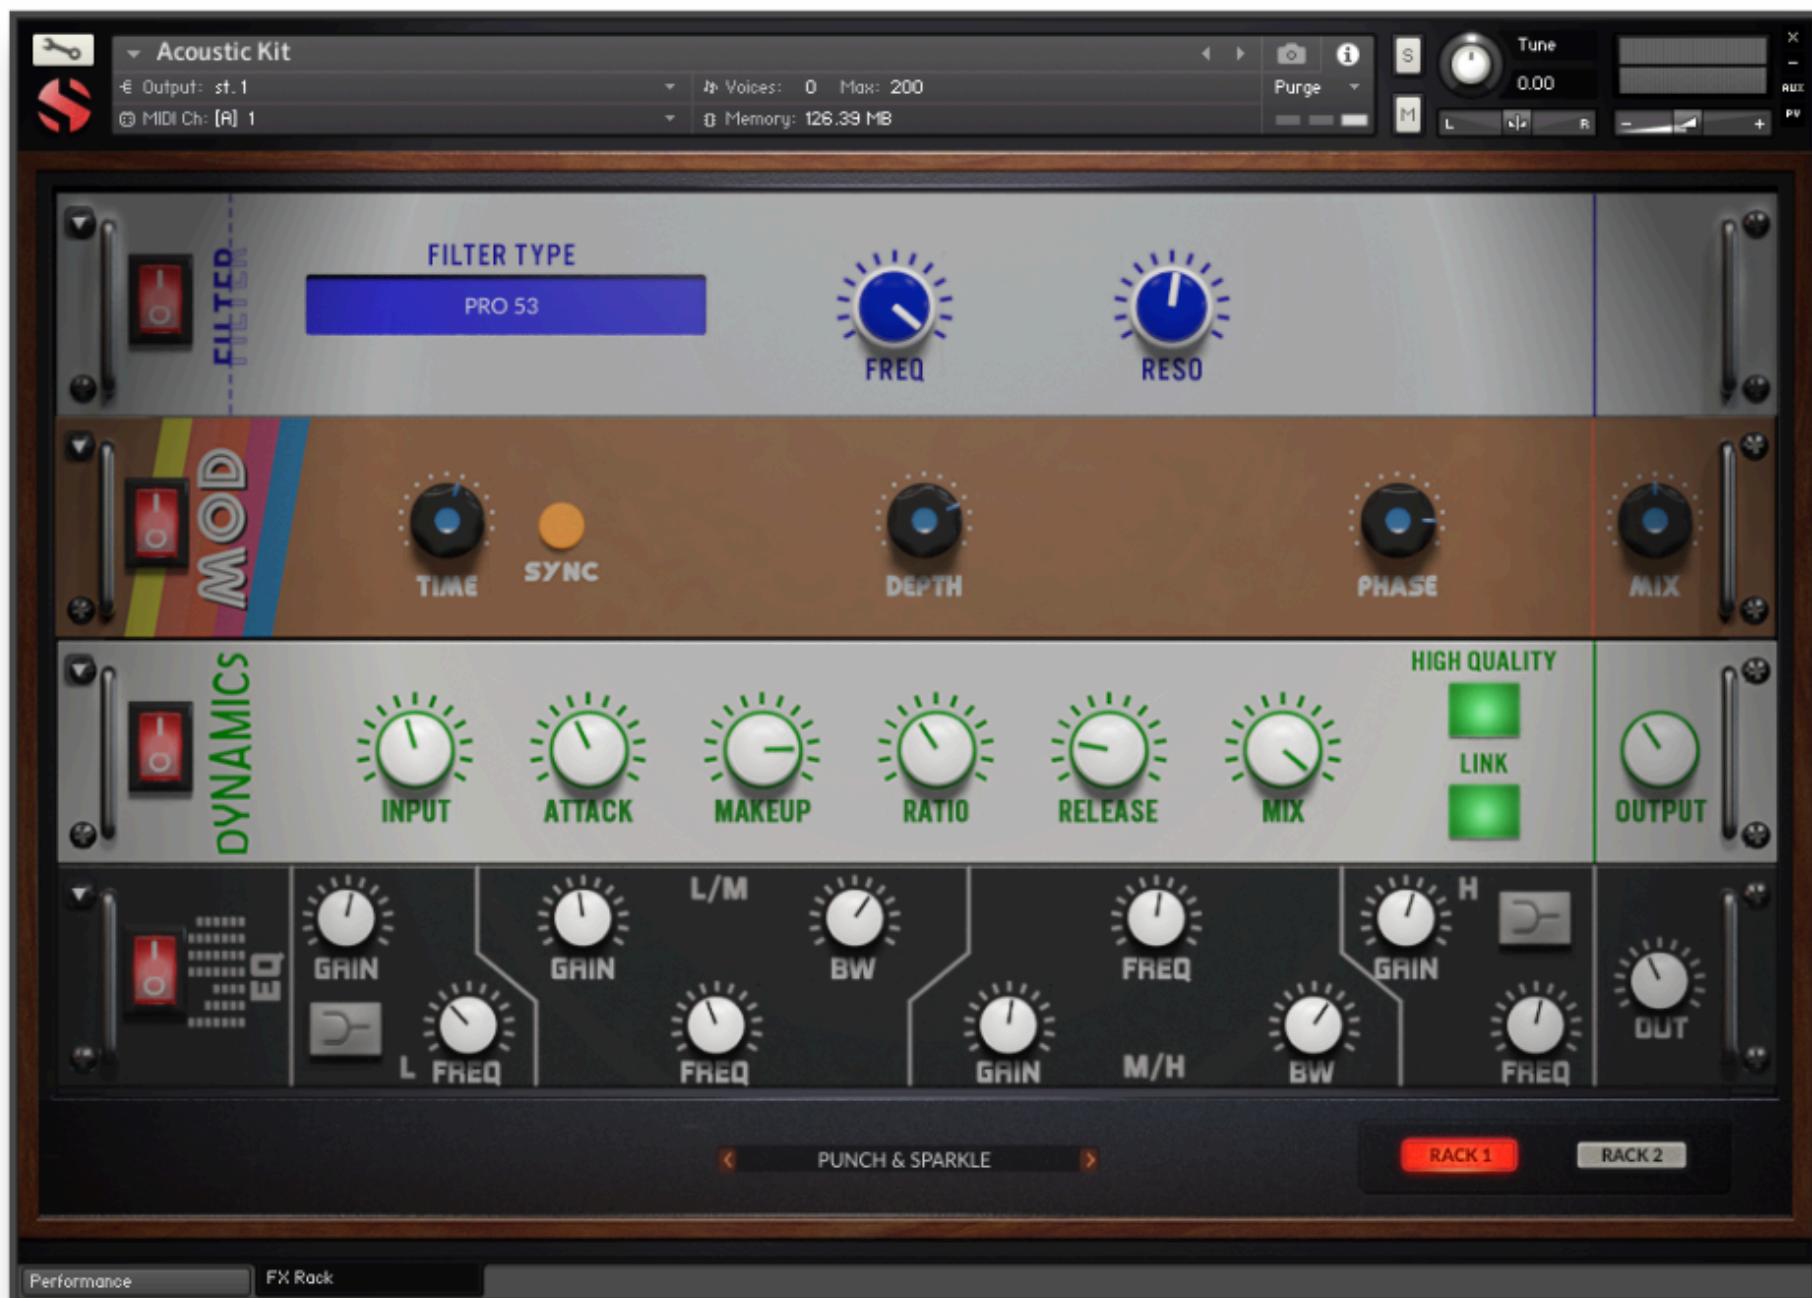 Acoustic Kit
Output: st.1
Voices: 0 Max: 200
Purge
MIDI Ch: [A] 1
Memory: 126.39 MB
S
M
Tune
0.00
L R
- +
×
-
AUX
PV
FILTER
FILTER TYPE
PRO 53
FREQ
RESO
MOD
TIME
SYNC
DEPTH
PHASE
MIX
DYNAMICS
INPUT
ATTACK
MAKEUP
RATIO
RELEASE
MIX
HIGH QUALITY
LINK
OUTPUT
EQ
GAIN
L
FREQ
L/M
GAIN
BW
FREQ
FREQ
GAIN
M/H
BW
H
GAIN
FREQ
OUT
PUNCH & SPARKLE
RACK 1
RACK 2
Performance
FX Rack